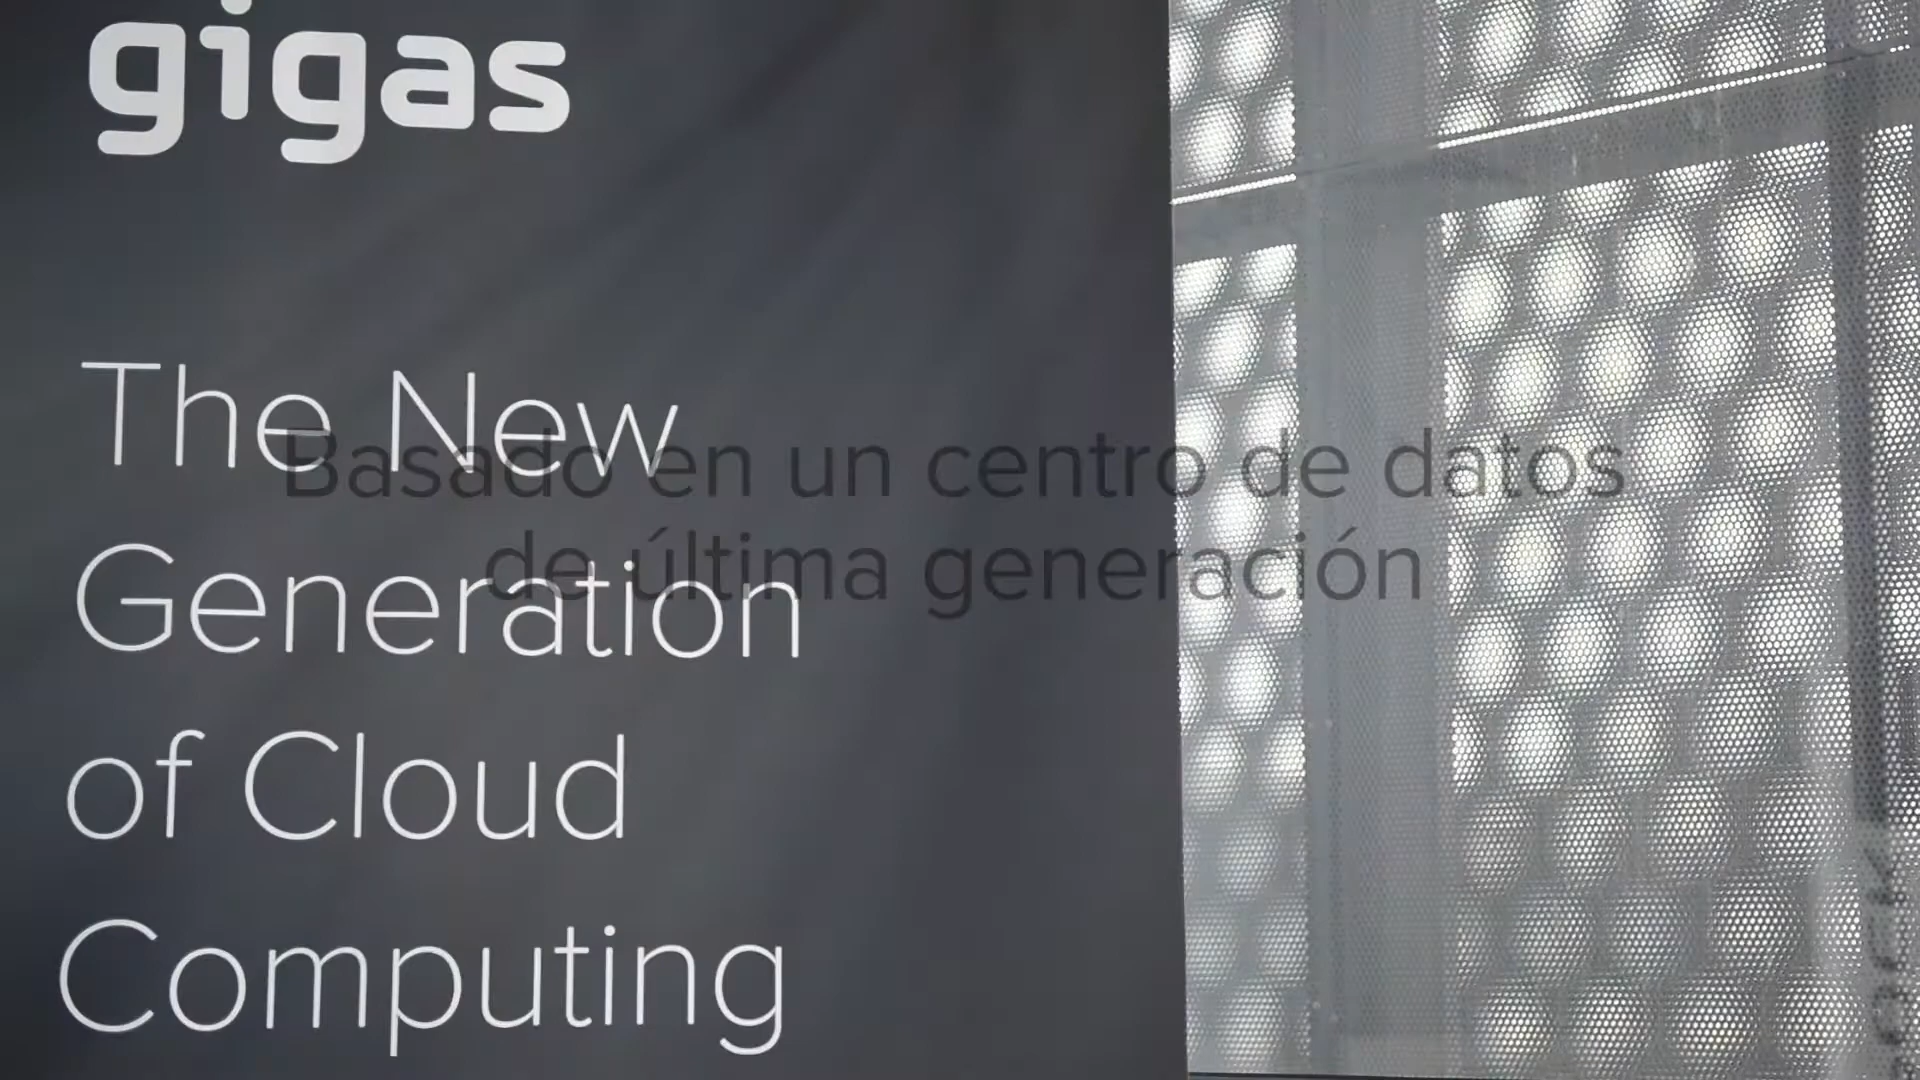 gigas
The New
Generation
of Cloud
Computing
Basado en un centro de datos
de última generación